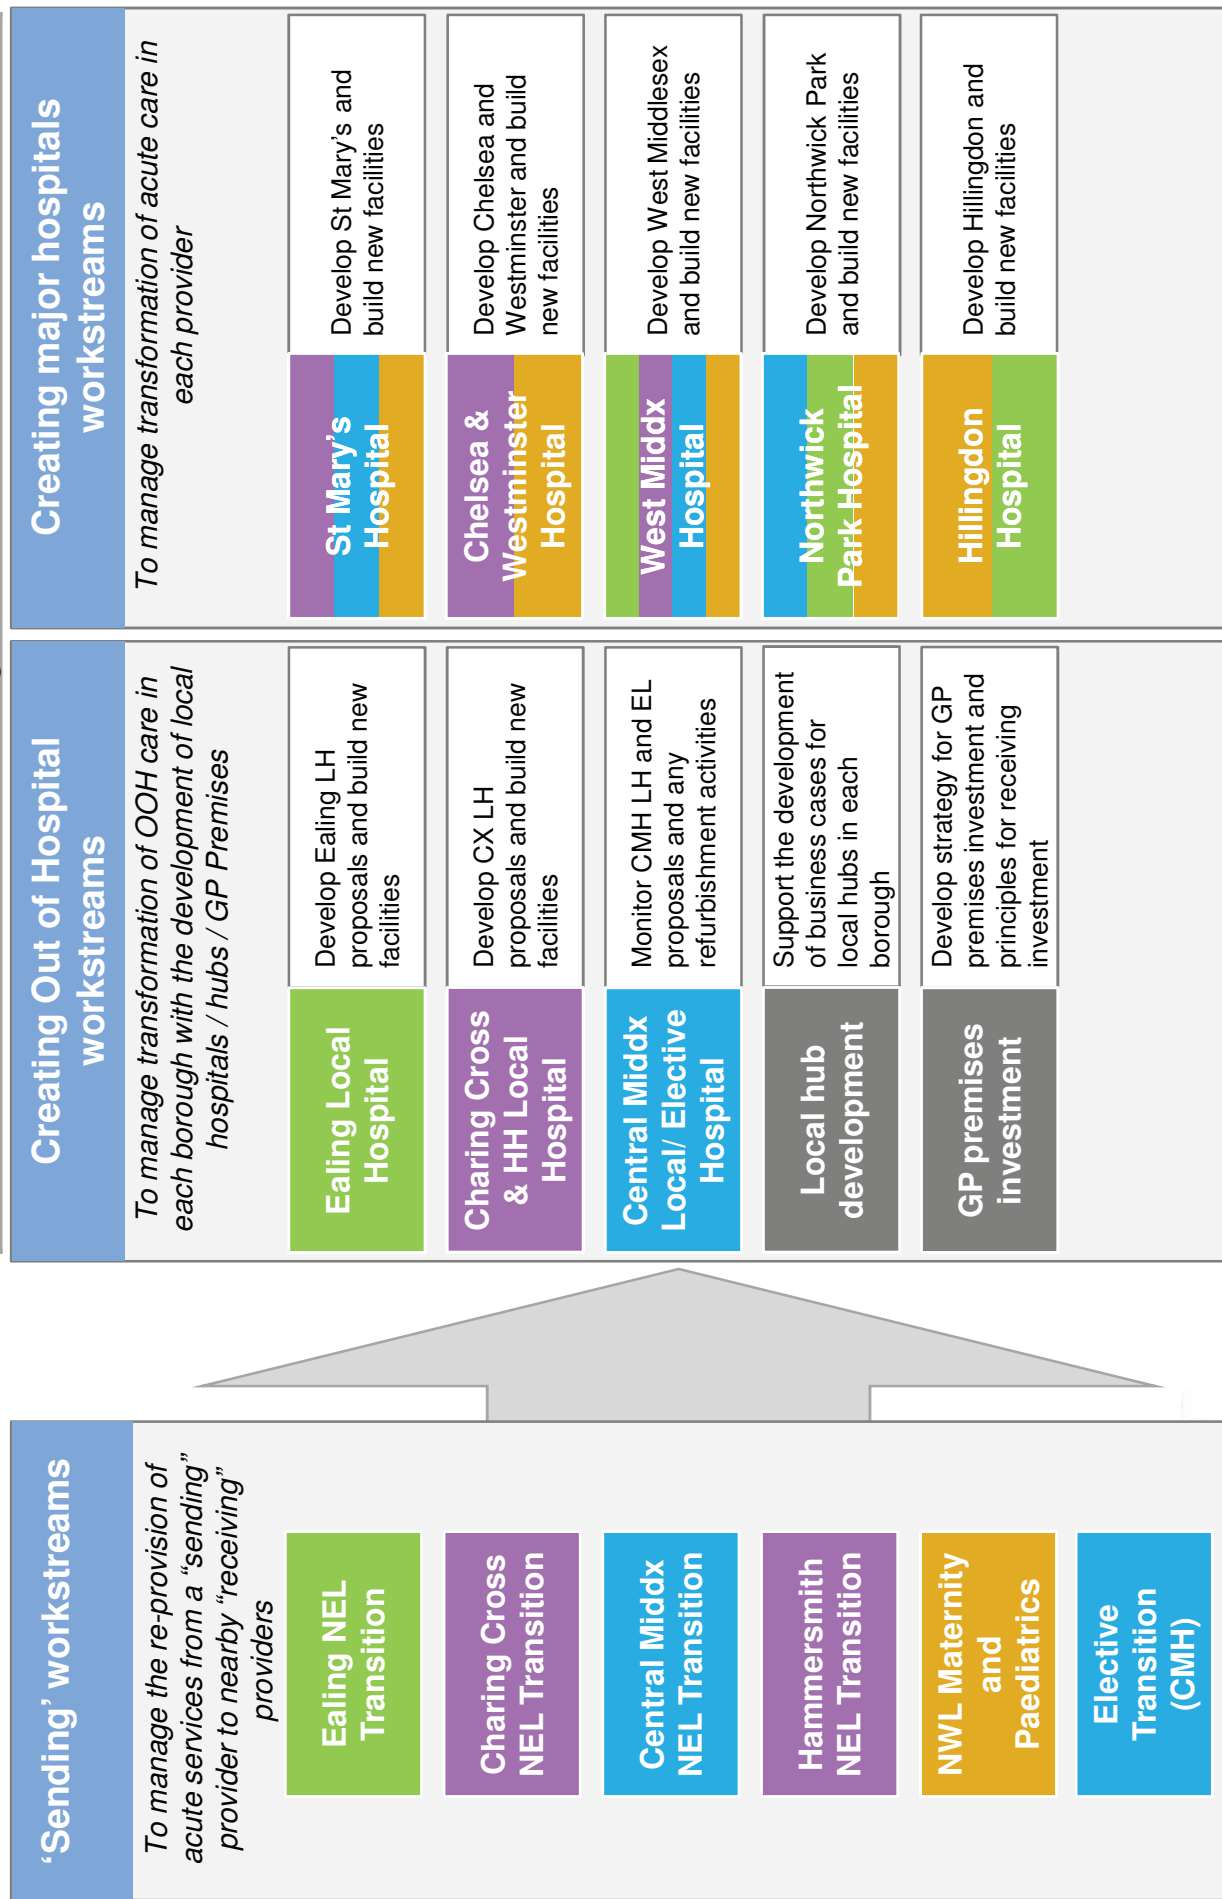 ‘Sending’ workstreams
To manage the re-provision of
acute services from a “sending”
provider to nearby “receiving”
providers
Ealing NEL
Transition
Charing Cross
NEL Transition
Central Middx
NEL Transition
Hammersmith
NEL Transition
NWL Maternity
and
Paediatrics
Elective
Transition
(CMH)
Creating Out of Hospital
workstreams
To manage transformation of OOH care in
each borough with the development of local
hospitals / hubs / GP Premises
Ealing Local
Hospital
Develop Ealing LH
proposals and build new
facilities
Charing Cross
& HH Local
Hospital
Develop CX LH
proposals and build new
facilities
Central Middx
Local/ Elective
Hospital
Monitor CMH LH and EL
proposals and any
refurbishment activities
Local hub
development
Support the development
of business cases for
local hubs in each
borough
GP premises
investment
Develop strategy for GP
premises investment and
principles for receiving
investment
Creating major hospitals
workstreams
To manage transformation of acute care in
each provider
St Mary’s
Hospital
Develop St Mary’s and
build new facilities
Chelsea &
Westminster
Hospital
Develop Chelsea and
Westminster and build
new facilities
West Middx
Hospital
Develop West Middlesex
and build new facilities
Northwick
Park Hospital
Develop Northwick Park
and build new facilities
Hillingdon
Hospital
Develop Hillingdon and
build new facilities